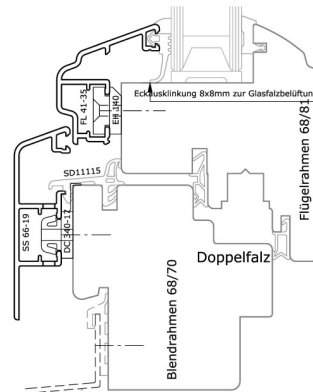 Eckausklinkung 8x8mm zur Glasfalzbelüftun
FL 41-35
EH 140
Flügelrahmen 68/81
SD11115
SS 66-19
DC 340-12
Doppelfalz
Blendrahmen 68/70